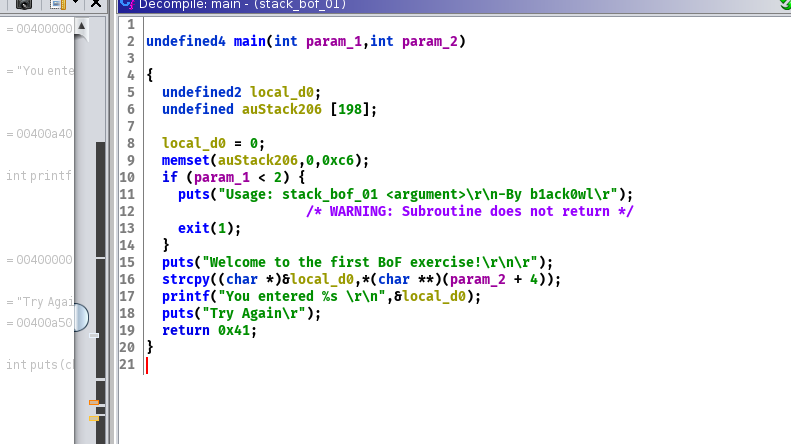 Decompile: main - (stack_bof_01)
= 00400000
= "You ente
= 00400a40
int printf
= 00400000
= "Try Agai
= 00400a50
int puts(c
1
2 undefined4 main(int param_1,int param_2)
3
4 {
5 undefined2 local_d0;
6 undefined auStack206 [198];
7
8 local_d0 = 0;
9 memset(auStack206,0,0xc6);
10 if (param_1 < 2) {
11 puts("Usage: stack_bof_01 <argument>\r\n-By b1ack0wl\r");
12 /* WARNING: Subroutine does not return */
13 exit(1);
14 }
15 puts("Welcome to the first BoF exercise!\r\n\r");
16 strcpy((char *)&local_d0,*(char **)(param_2 + 4));
17 printf("You entered %s \r\n",&local_d0);
18 puts("Try Again\r");
19 return 0x41;
20 }
21